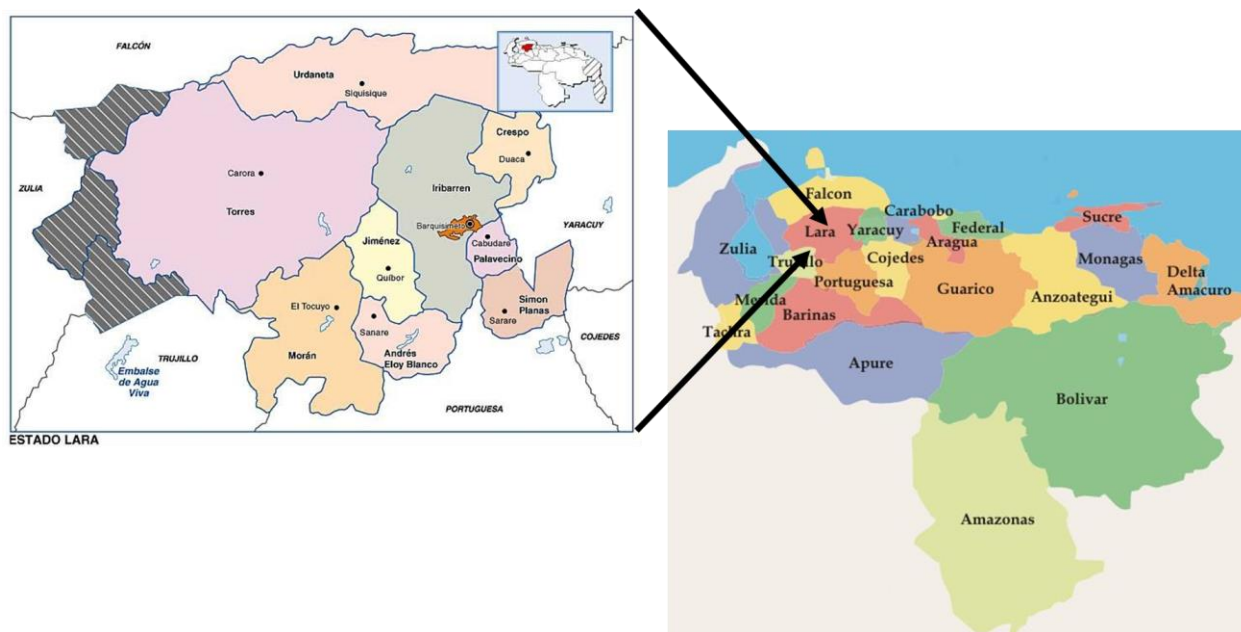 FALCÓN
Urdaneta
Siquisique
Crespo
Duaca
Carora
Iribarren
ZULIA
Torres
YARACUY
Barquisimeto
Jiménez
Cabudare
Palavecino
Quíbor
El Tocuyo
Simon
Planas
Sanare
Sarare
COJEDES
TRUJILLO
Morán
Andrés
Eloy Blanco
Embalse
de Agua
Viva
PORTUGUESA
ESTADO LARA
Falcon
Carabobo
Sucre
Lara
Yaracuy
Federal
Aragua
Zulia
Trujillo
Cojedes
Monagas
Delta
Amacuro
Portuguesa
Guarico
Anzoategui
Merida
Barinas
Tachra
Apure
Bolivar
Amazonas